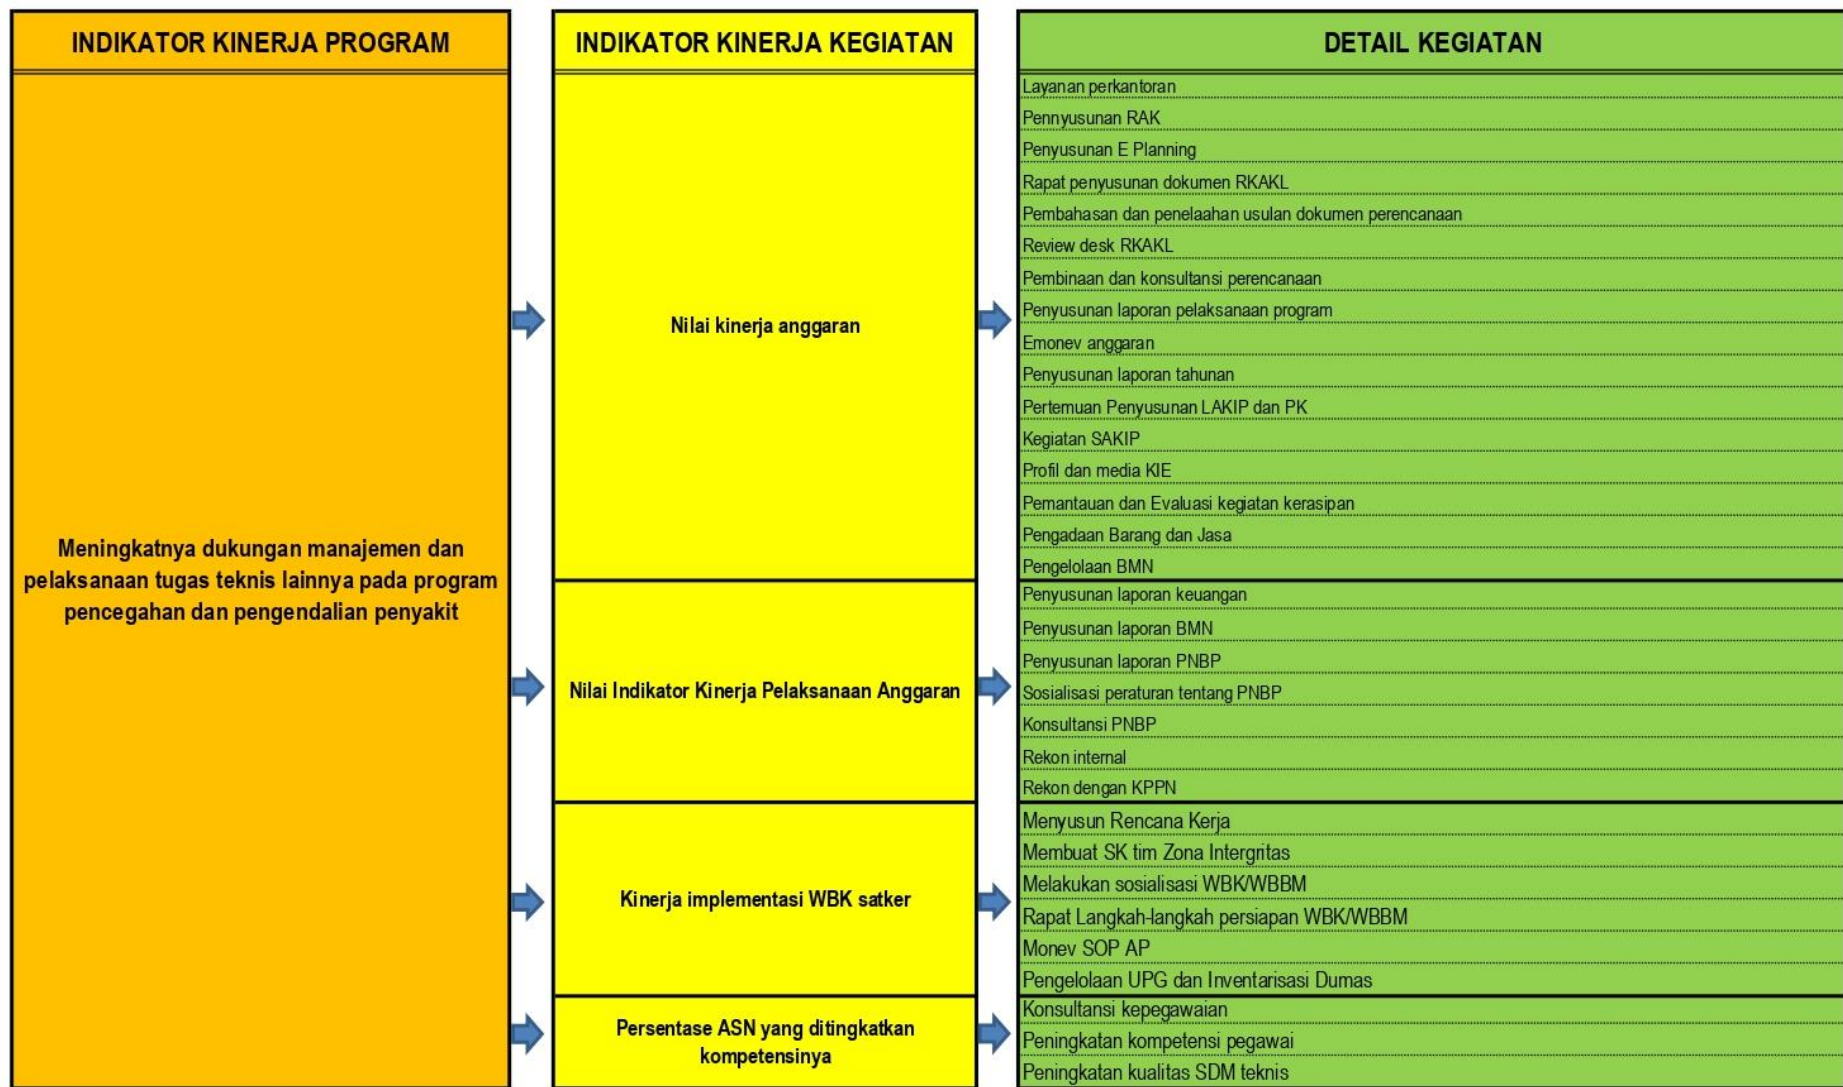 INDIKATOR KINERJA PROGRAM
Meningkatnya dukungan manajemen dan
pelaksanaan tugas teknis lainnya pada program
pencegahan dan pengendalian penyakit
INDIKATOR KINERJA KEGIATAN
Nilai kinerja anggaran
Nilai Indikator Kinerja Pelaksanaan Anggaran
Kinerja implementasi WBK satker
Persentase ASN yang ditingkatkan
kompetensinya
DETAIL KEGIATAN
Layanan perkantoran
Pennyusunan RAK
Penyusunan E Planning
Rapat penyusunan dokumen RKAKL
Pembahasan dan penelaahan usulan dokumen perencanaan
Review desk RKAKL
Pembinaan dan konsultansi perencanaan
Penyusunan laporan pelaksanaan program
Emonev anggaran
Penyusunan laporan tahunan
Pertemuan Penyusunan LAKIP dan PK
Kegiatan SAKIP
Profil dan media KIE
Pemantauan dan Evaluasi kegiatan kerasipan
Pengadaan Barang dan Jasa
Pengelolaan BMN
Penyusunan laporan keuangan
Penyusunan laporan BMN
Penyusunan laporan PNBP
Sosialisasi peraturan tentang PNBP
Konsultansi PNBP
Rekon internal
Rekon dengan KPPN
Menyusun Rencana Kerja
Membuat SK tim Zona Intergritas
Melakukan sosialisasi WBK/WBBM
Rapat Langkah-langkah persiapan WBK/WBBM
Monev SOP AP
Pengelolaan UPG dan Inventarisasi Dumas
Konsultansi kepegawaian
Peningkatan kompetensi pegawai
Peningkatan kualitas SDM teknis